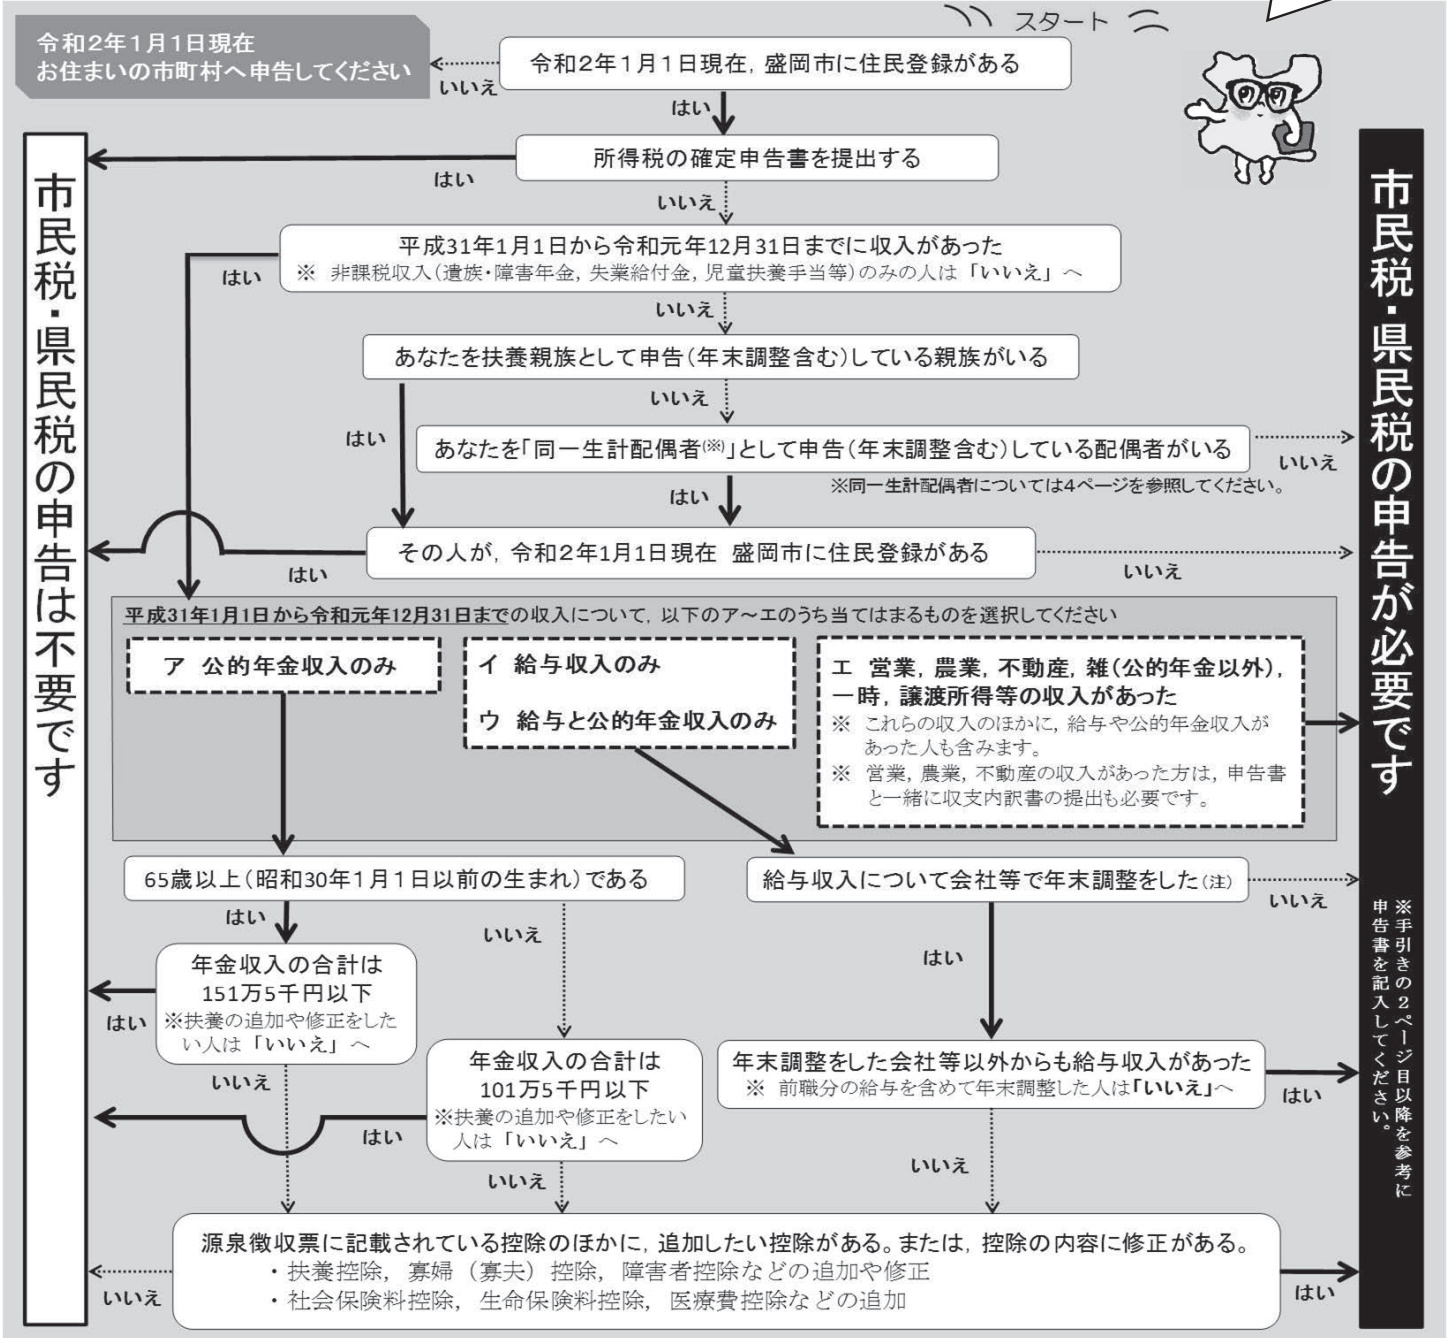 スタート
令和2年1月1日現在
お住まいの市町村へ申告してください
いいえ
令和2年1月1日現在, 盛岡市に住民登録がある
はい
所得税の確定申告書を提出する
はい
いいえ
平成31年1月1日から令和元年12月31日までに収入があった
※ 非課税収入(遺族・障害年金, 失業給付金, 児童扶養手当等)のみの人は「いいえ」へ
はい
いいえ
あなたを扶養親族として申告(年末調整含む)している親族がいる
いいえ
はい
あなたを「同一生計配偶者(※)」として申告(年末調整含む)している配偶者がいる
いいえ
※同一生計配偶者については4ページを参照してください。
はい
その人が, 令和2年1月1日現在 盛岡市に住民登録がある
はい
いいえ
平成31年1月1日から令和元年12月31日までの収入について, 以下のア〜エのうち当てはまるものを選択してください
ア 公的年金収入のみ
イ 給与収入のみ
ウ 給与と公的年金収入のみ
エ 営業, 農業, 不動産, 雑(公的年金以外),
一時, 譲渡所得等の収入があった
※ これらの収入のほかに, 給与や公的年金収入が
あった人も含みます。
※ 営業, 農業, 不動産の収入があった方は, 申告書
と一緒に収支内訳書の提出も必要です。
65歳以上(昭和30年1月1日以前の生まれ)である
はい
いいえ
給与収入について会社等で年末調整をした(注)
いいえ
はい
年金収入の合計は
151万5千円以下
※扶養の追加や修正をした
い人は「いいえ」へ
はい
いいえ
年金収入の合計は
101万5千円以下
※扶養の追加や修正をしたい
人は「いいえ」へ
はい
いいえ
年末調整をした会社等以外からも給与収入があった
※ 前職分の給与を含めて年末調整した人は「いいえ」へ
はい
いいえ
源泉徴収票に記載されている控除のほかに, 追加したい控除がある。または, 控除の内容に修正がある。
・扶養控除, 寡婦(寡夫)控除, 障害者控除などの追加や修正
・社会保険料控除, 生命保険料控除, 医療費控除などの追加
いいえ
はい
市民税・県民税の申告は不要です
市民税・県民税の申告が必要です
※手引きの2ページ目以降を参考に
申告書を記入してください。